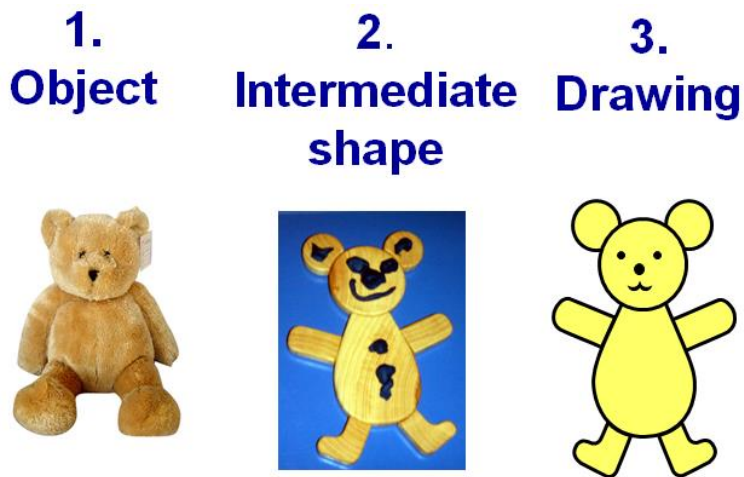 1.
Object
2.
Intermediate
shape
3.
Drawing